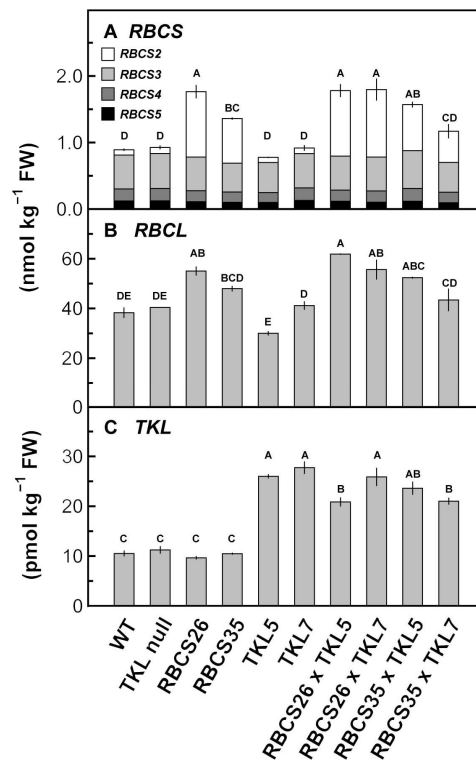 A RBCS
RBCS2
RBCS3
RBCS4
RBCS5
2.0
1.0
0.0
D D A BC D D A A AB CD
B RBCL
60
40
20
0
DE DE AB BCD E D A AB ABC CD
C TKL
30
20
10
0
C C C C A A B A AB B
(nmol kg⁻¹ FW)
(pmol kg⁻¹ FW)
WT
TKL null
RBCS26
RBCS35
TKL5
TKL7
RBCS26 x TKL5
RBCS26 x TKL7
RBCS35 x TKL5
RBCS35 x TKL7